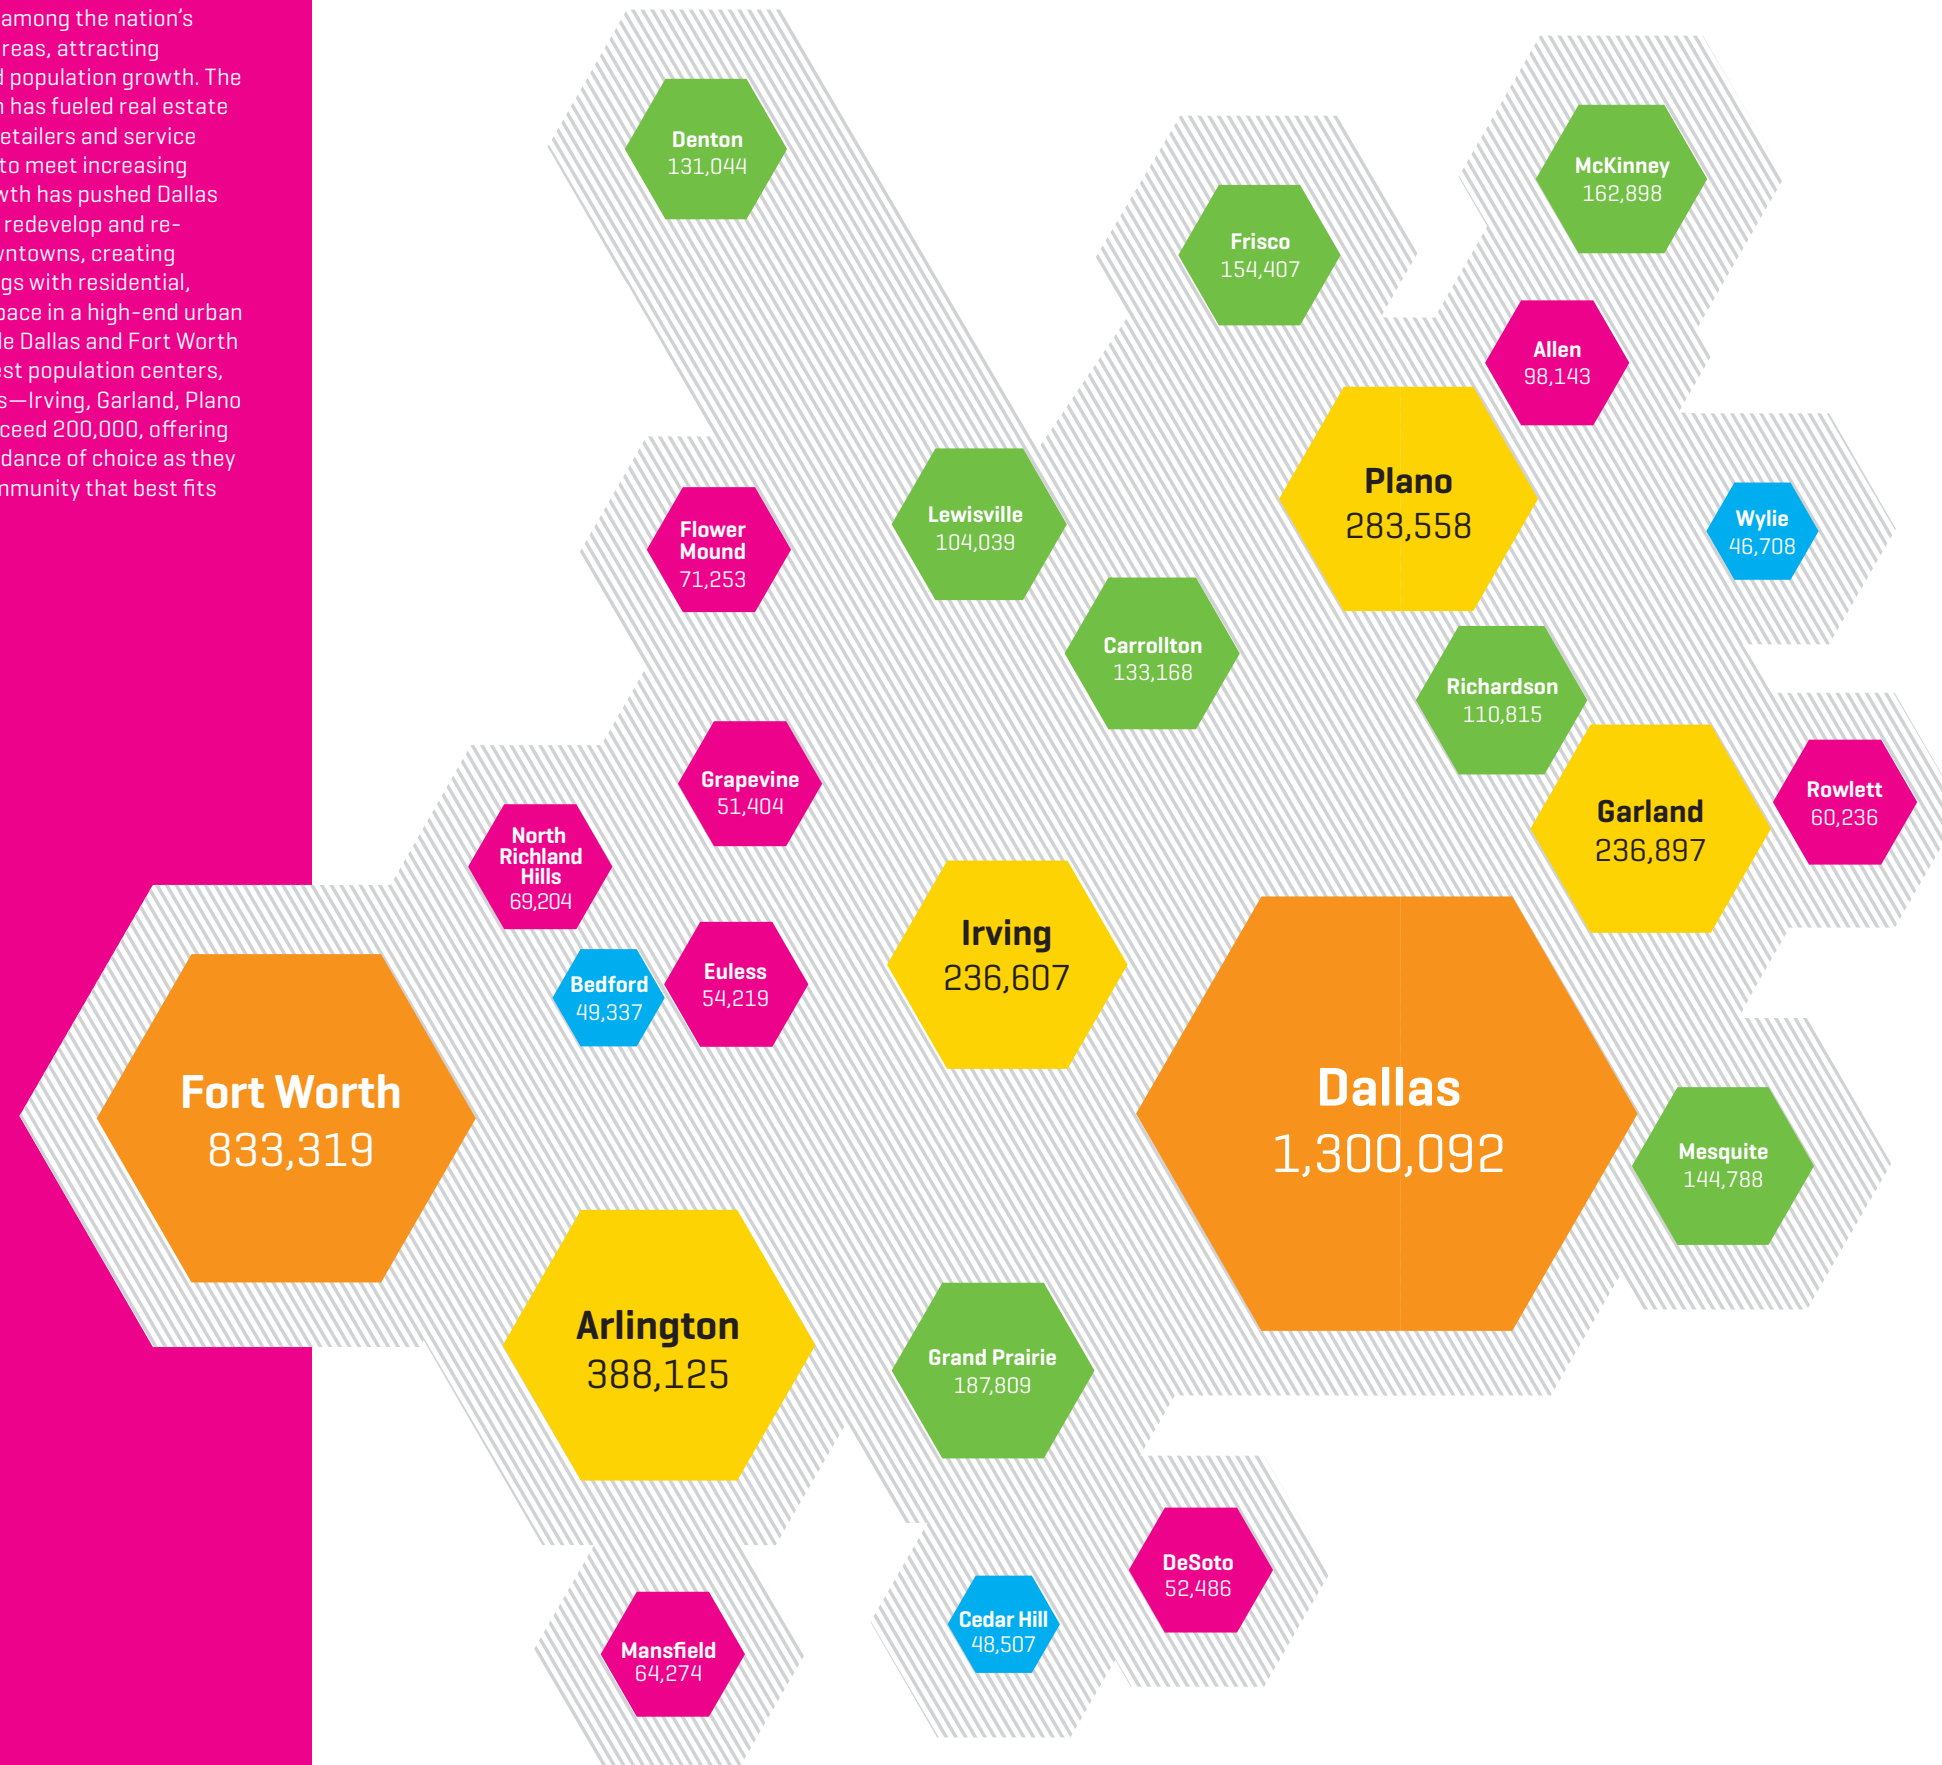 among the nation's
reas, attracting
d population growth. The
h has fueled real estate
etailers and service
to meet increasing
wth has pushed Dallas
redevelop and re-
wntowns, creating
gs with residential,
pace in a high-end urban
le Dallas and Fort Worth
est population centers,
s—Irving, Garland, Plano
ceed 200,000, offering
dance of choice as they
mmunity that best fits
Denton
131,044
McKinney
162,898
Frisco
154,407
Allen
98,143
Plano
283,558
Lewisville
104,039
Flower
Mound
71,253
Wylie
46,708
Carrollton
133,168
Richardson
110,815
Grapevine
51,404
Garland
236,897
Rowlett
60,236
North
Richland
Hills
69,204
Irving
236,607
Bedford
49,337
Euless
54,219
Fort Worth
833,319
Dallas
1,300,092
Mesquite
144,788
Arlington
388,125
Grand Prairie
187,809
DeSoto
52,486
Cedar Hill
48,507
Mansfield
64,274